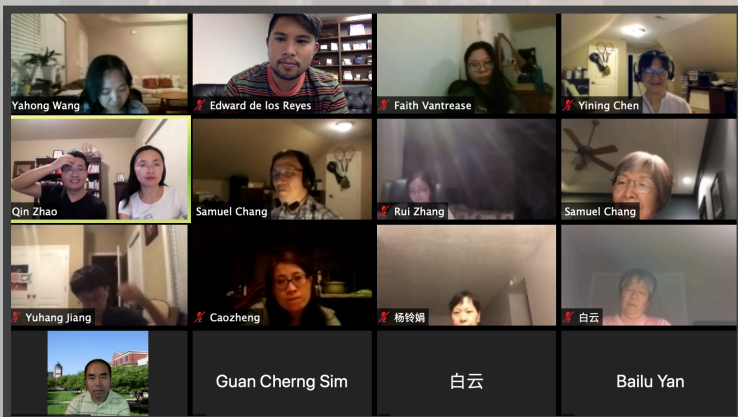 Yahong Wang
Edward de los Reyes
Faith Vantrease
Yining Chen
Qin Zhao
Samuel Chang
Rui Zhang
Samuel Chang
Yuhang Jiang
Caozheng
杨铃娟
白云
Guan Cherng Sim
白云
Bailu Yan